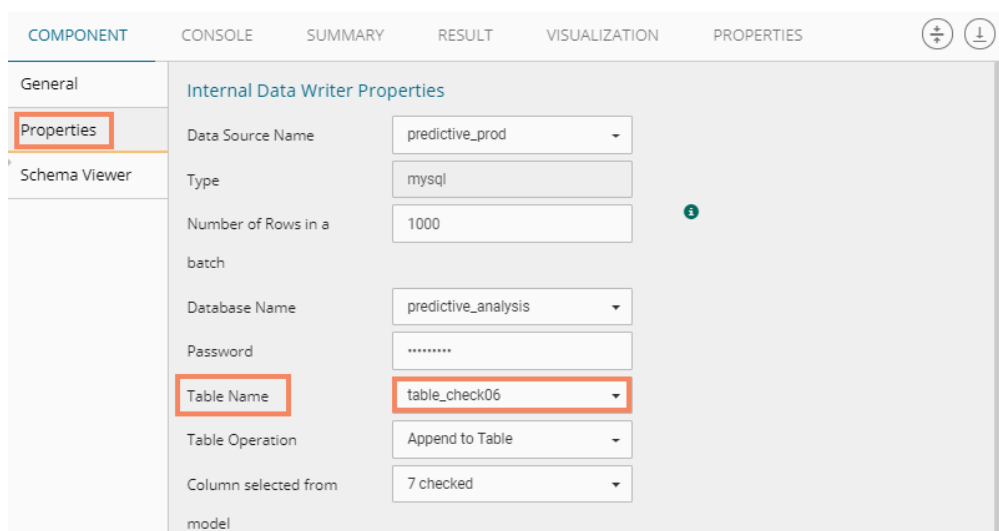 COMPONENT CONSOLE SUMMARY RESULT VISUALIZATION PROPERTIES
General
Properties
Schema Viewer
Internal Data Writer Properties
Data Source Name predictive_prod
Type mysql
Number of Rows in a 1000
batch
Database Name predictive_analysis
Password •••••••••
Table Name table_check06
Table Operation Append to Table
Column selected from 7 checked
model